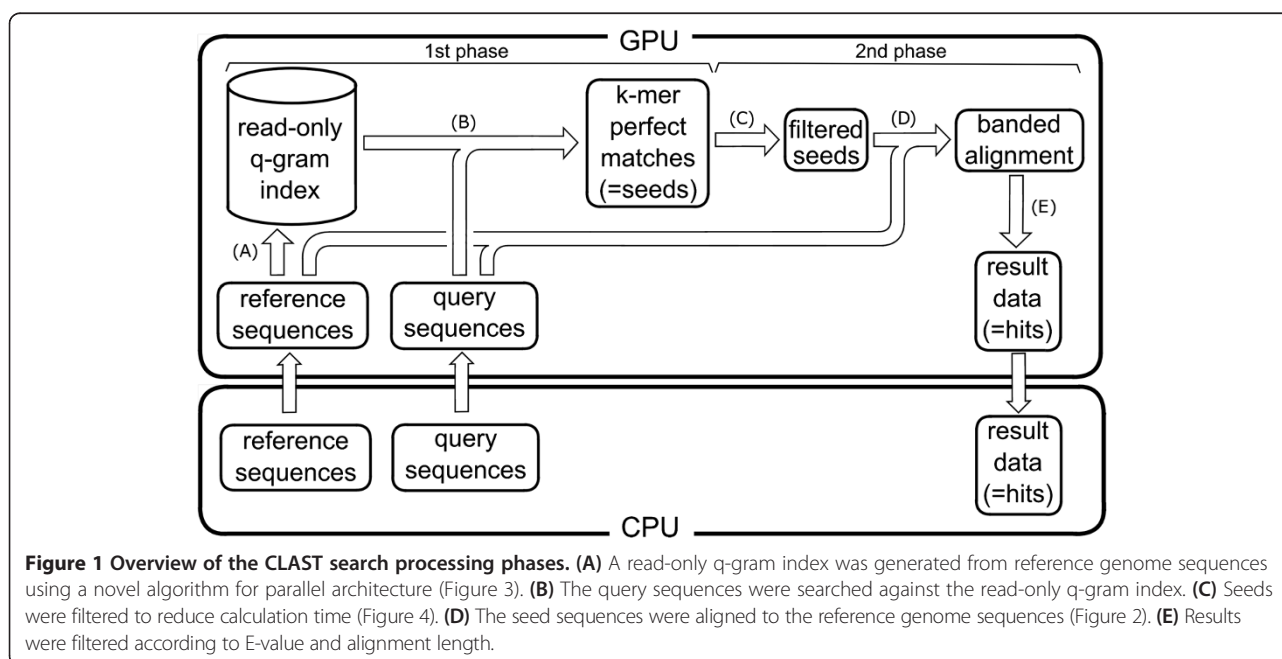 GPU
1st phase
2nd phase
read-only
q-gram
index
(B)
k-mer
perfect
matches
(=seeds)
(C)
filtered
seeds
(D)
banded
alignment
(A)
(E)
reference
sequences
query
sequences
result
data
(=hits)
reference
sequences
query
sequences
result
data
(=hits)
CPU
Figure 1 Overview of the CLAST search processing phases. (A) A read-only q-gram index was generated from reference genome sequences
using a novel algorithm for parallel architecture (Figure 3). (B) The query sequences were searched against the read-only q-gram index. (C) Seeds
were filtered to reduce calculation time (Figure 4). (D) The seed sequences were aligned to the reference genome sequences (Figure 2). (E) Results
were filtered according to E-value and alignment length.